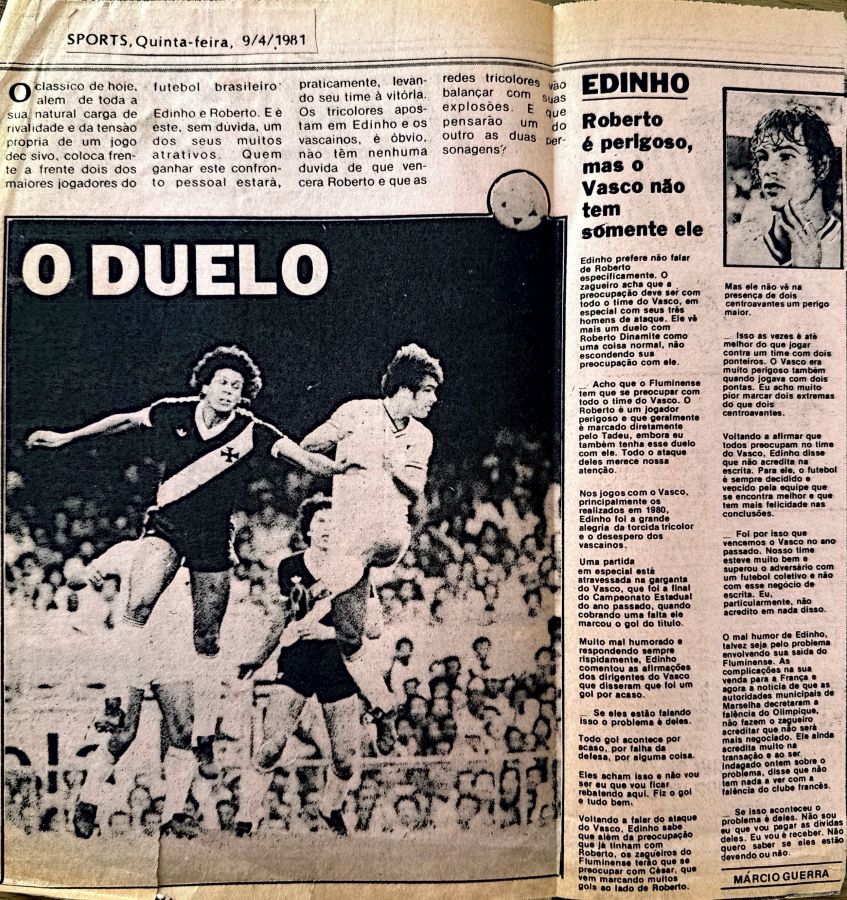 SPORTS, Quinta-feira, 9/4/1981
O classico de hoje,
alem de toda a
sua natural carga de
rivalidade e da tensão
propria de um jogo
decisivo, coloca fren-
te a frente dois dos
maiores jogadores do
futebol brasileiro:
Edinho e Roberto. E é
este, sem dúvida, um
dos seus muitos
atrativos. Quem
ganhar este confron-
to pessoal estará,
praticamente, levan-
do seu time à vitória.
Os tricolores apos-
tam em Edinho e os
vascainos, é óbvio,
não têm nenhuma
duvida de que ven-
cera Roberto e que as
redes tricolores vão
balançar com suas
explosões. E que
pensarão um do
outro as duas per-
sonagens?
O DUELO
EDINHO
Roberto
é perigoso,
mas o
Vasco não
tem
somente ele
Edinho prefere não falar
de Roberto
especificamente. O
zagueiro acha que a
preocupação deve ser com
todo o time do Vasco, em
especial com seus três
homens de ataque. Ele vê
mais um duelo com
Roberto Dinamite como
uma coisa normal, não
escondendo sua
preocupação com ele.
— Acho que o Fluminense
tem que se preocupar com
todo o time do Vasco. O
Roberto é um jogador
perigoso e que geralmente
é marcado diretamente
pelo Tadeu, embora eu
também tenha esse duelo
com ele. Todo o ataque
deles merece nossa
atenção.
Nos jogos com o Vasco,
principalmente os
realizados em 1980,
Edinho foi a grande
alegria da torcida tricolor
e o desespero dos
vascainos.
Uma partida
em especial está
atravessada na garganta
do Vasco, que foi a final
do Campeonato Estadual
do ano passado, quando
cobrando uma falta ele
marcou o gol do titulo.
Muito mal humorado e
respondendo sempre
rispidamente, Edinho
comentou as afirmações
dos dirigentes do Vasco
que disseram que foi um
gol por acaso.
— Se eles estão falando
isso o problema é deles.
Todo gol acontece por
acaso, por falha da
defesa, por alguma coisa.
Eles acham isso e não vou
ser eu que vou ficar
rebatendo aqui. Fiz o gol
e tudo bem.
Voltando a falar do ataque
do Vasco, Edinho sabe
que além da preocupação
que já tinham com
Roberto, os zagueiros do
Fluminense terão que se
preocupar com César, que
vem marcando muitos
gols ao lado de Roberto.
Mas ele não vê na
presença de dois
centroavantes um perigo
maior.
— Isso as vezes é até
melhor do que jogar
contra um time com dois
ponteiros. O Vasco era
muito perigoso também
quando jogava com dois
pontas. Eu acho muito
pior marcar dois extremas
do que dois
centroavantes.
Voltando a afirmar que
todos preocupam no time
do Vasco, Edinho disse
que não acredita na
escrita. Para ele, o futebol
é sempre decidido e
vencido pela equipe que
se encontra melhor e que
tem mais felicidade nas
conclusões.
— Foi por isso que
vencemos o Vasco no ano
passado. Nosso time
esteve muito bem e
superou o adversário com
um futebol coletivo e não
com esse negócio de
escrita. Eu,
particularmente, não
acredito em nada disso.
O mal humor de Edinho,
talvez seja pelo problema
envolvendo sua saida do
Fluminense. As
complicações na sua
venda para a França e
agora a noticia de que as
autoridades municipais de
Marselha decretaram a
falência do Olimpique,
não fazem o zagueiro
acreditar que não será
mais negociado. Ele ainda
acredita muito na
transação e ao ser
indagado ontem sobre o
problema, disse que não
tem nada a ver com a
falência do clube francês.
— Se isso aconteceu o
problema é deles. Não sou
eu que vou pagar as dividas
deles. Eu vou é receber. Não
quero saber se eles estão
devendo ou não.
MÁRCIO GUERRA